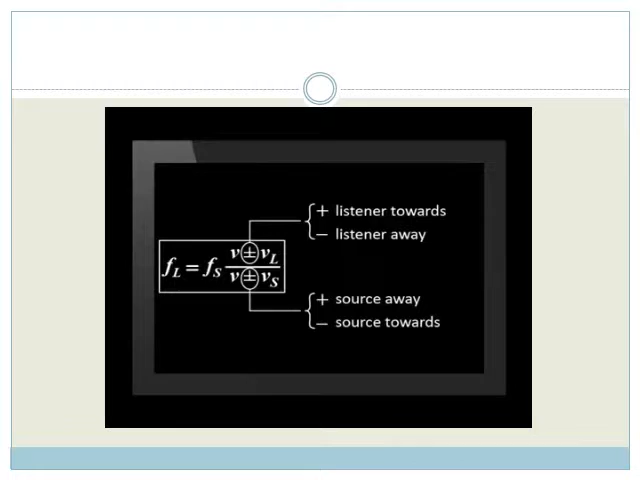 + listener towards
− listener away
f_L = f_S (v ± v_L) / (v ± v_S)
+ source away
− source towards